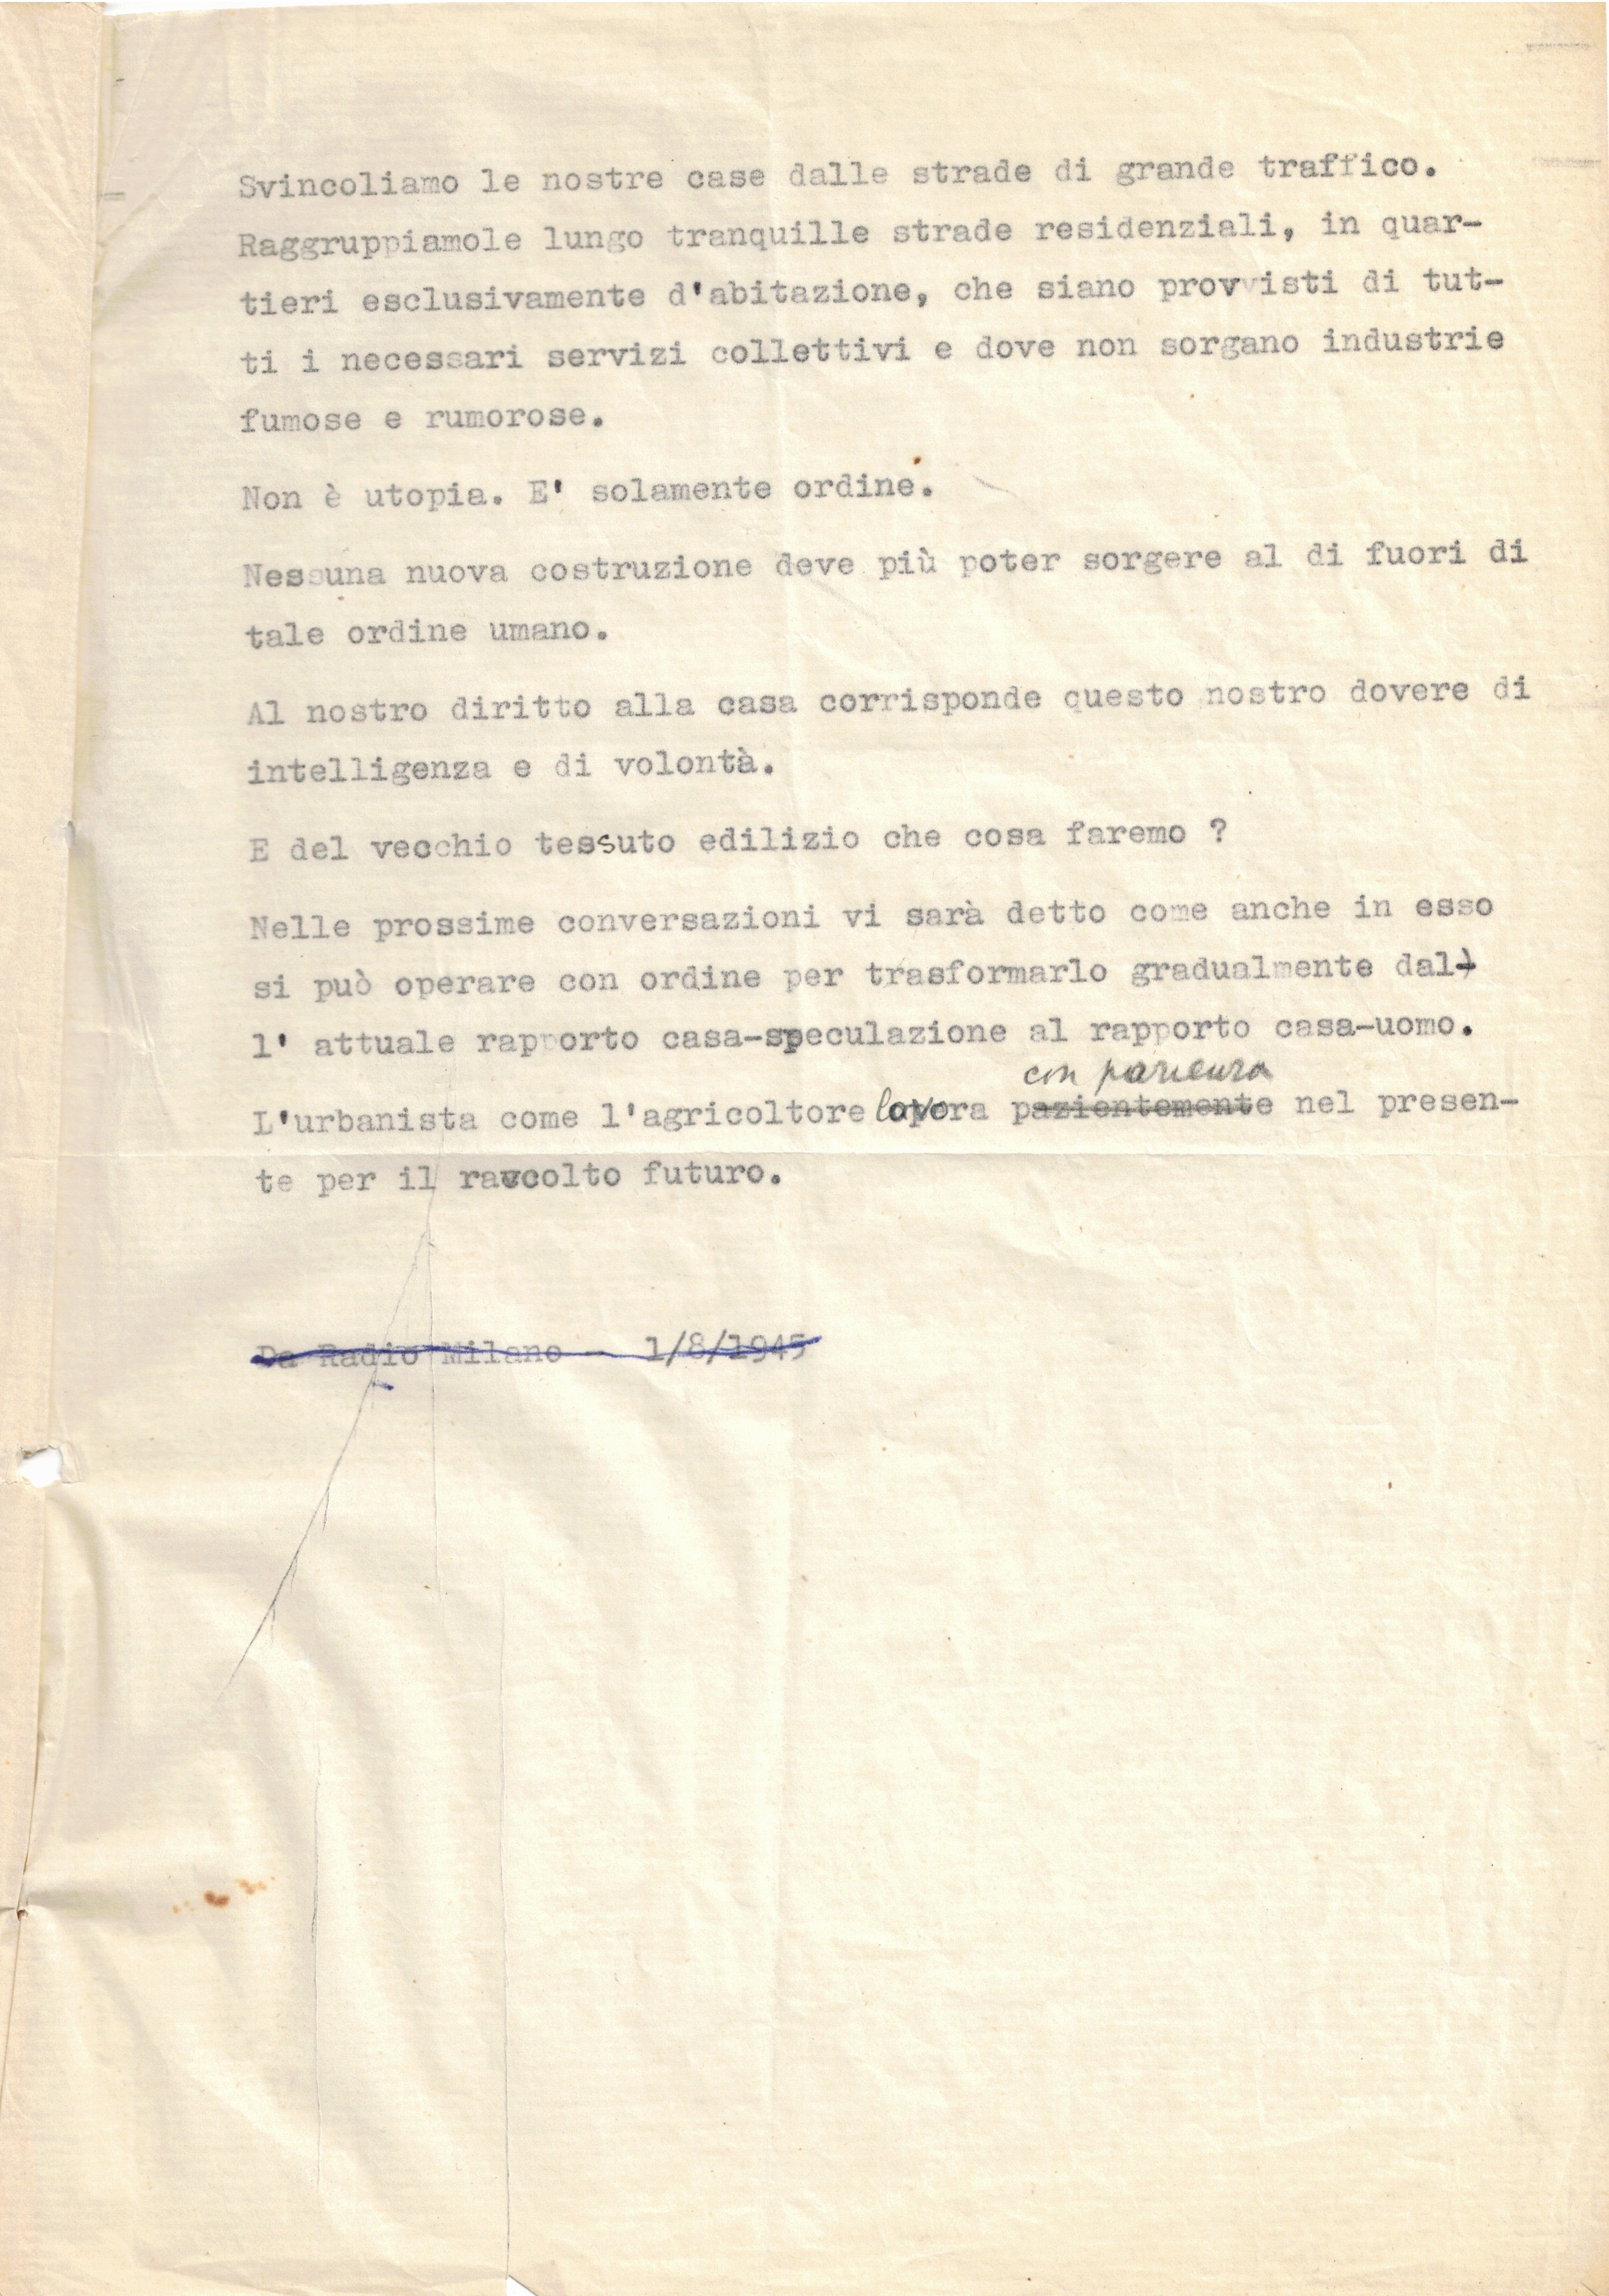 Svincoliamo le nostre case dalle strade di grande traffico.
Raggruppiamole lungo tranquille strade residenziali, in quar-
tieri esclusivamente d'abitazione, che siano provvisti di tut-
ti i necessari servizi collettivi e dove non sorgano industrie
fumose e rumorose.
Non è utopia. E' solamente ordine.
Nessuna nuova costruzione deve più poter sorgere al di fuori di
tale ordine umano.
Al nostro diritto alla casa corrisponde questo nostro dovere di
intelligenza e di volontà.
E del vecchio tessuto edilizio che cosa faremo ?
Nelle prossime conversazioni vi sarà detto come anche in esso
si può operare con ordine per trasformarlo gradualmente dal-
l' attuale rapporto casa-speculazione al rapporto casa-uomo.
con pazienza
L'urbanista come l'agricoltore lavora pazientemente nel presen-
te per il raccolto futuro.
Da Radio Milano - 1/8/1945